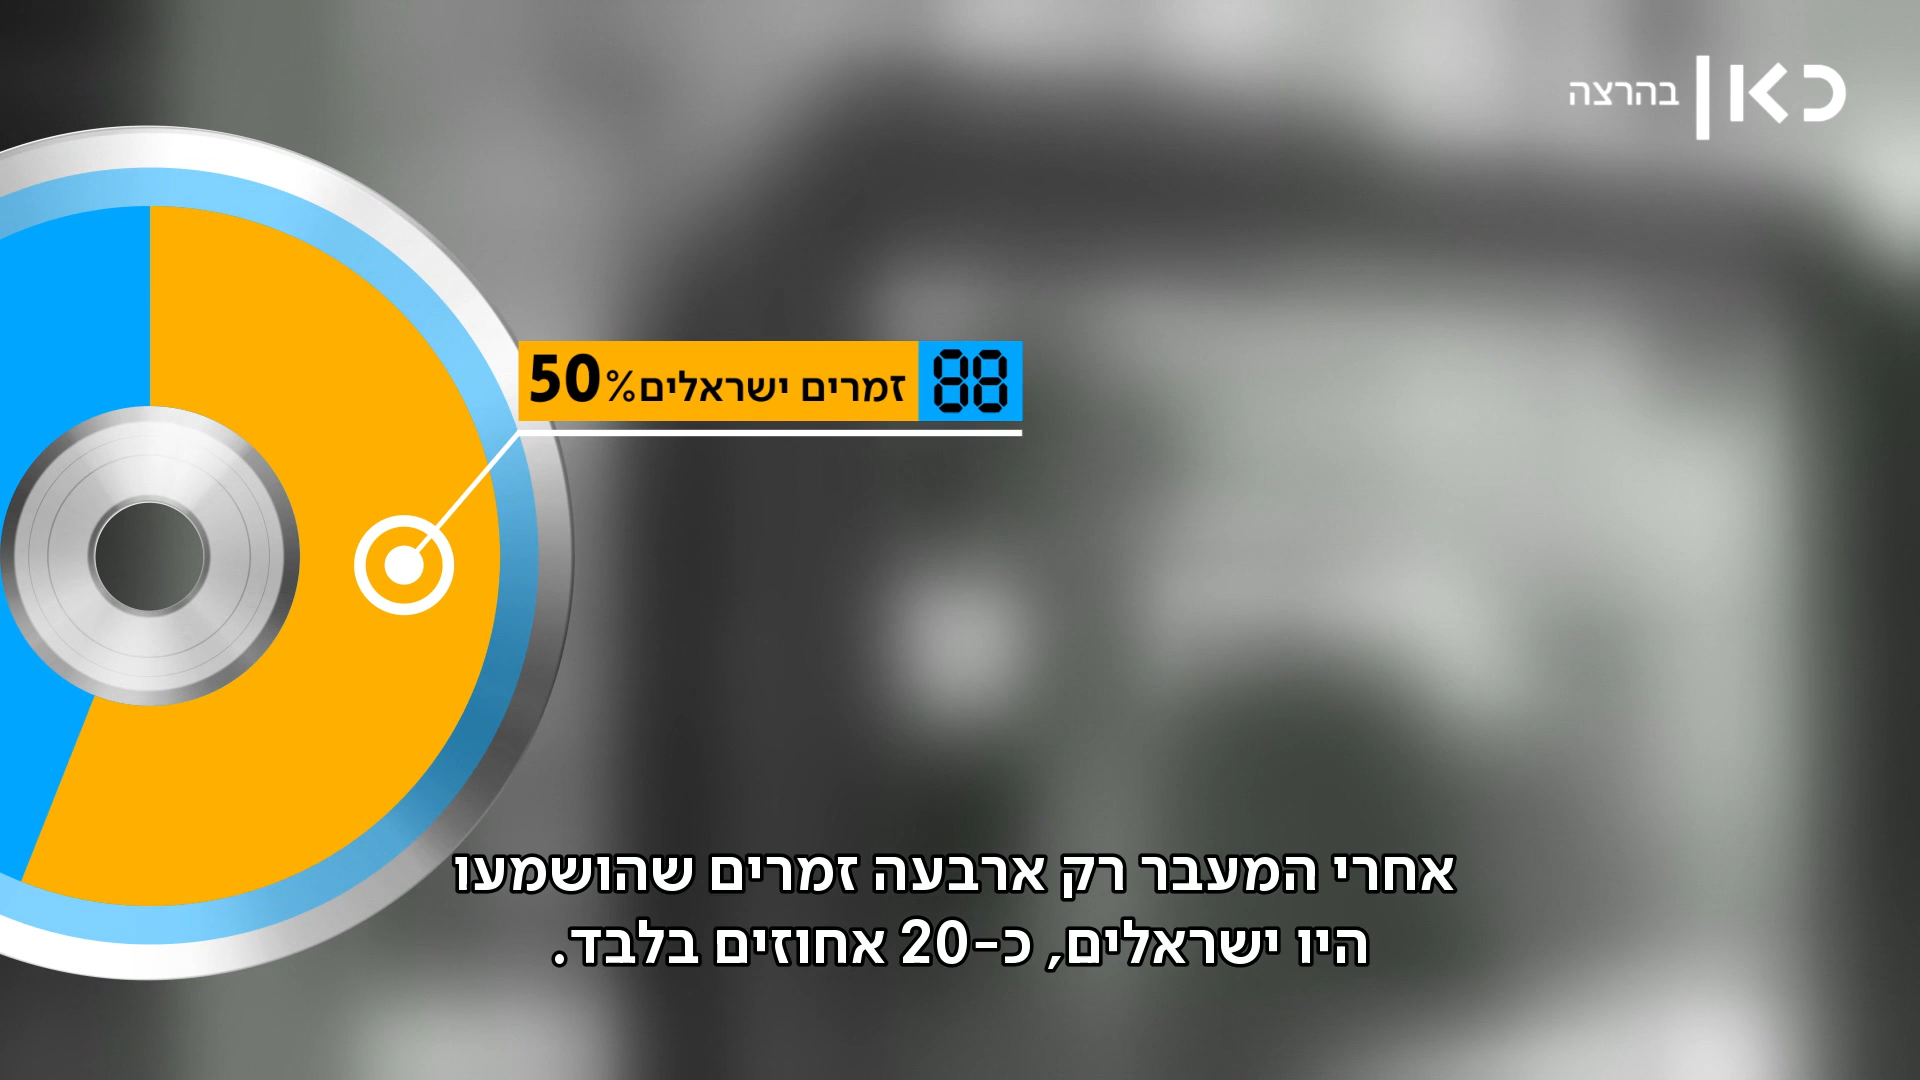 כאן | בהרצה
88 זמרים ישראלים 50%
אחרי המעבר רק ארבעה זמרים שהושמעו
היו ישראלים, כ-20 אחוזים בלבד.